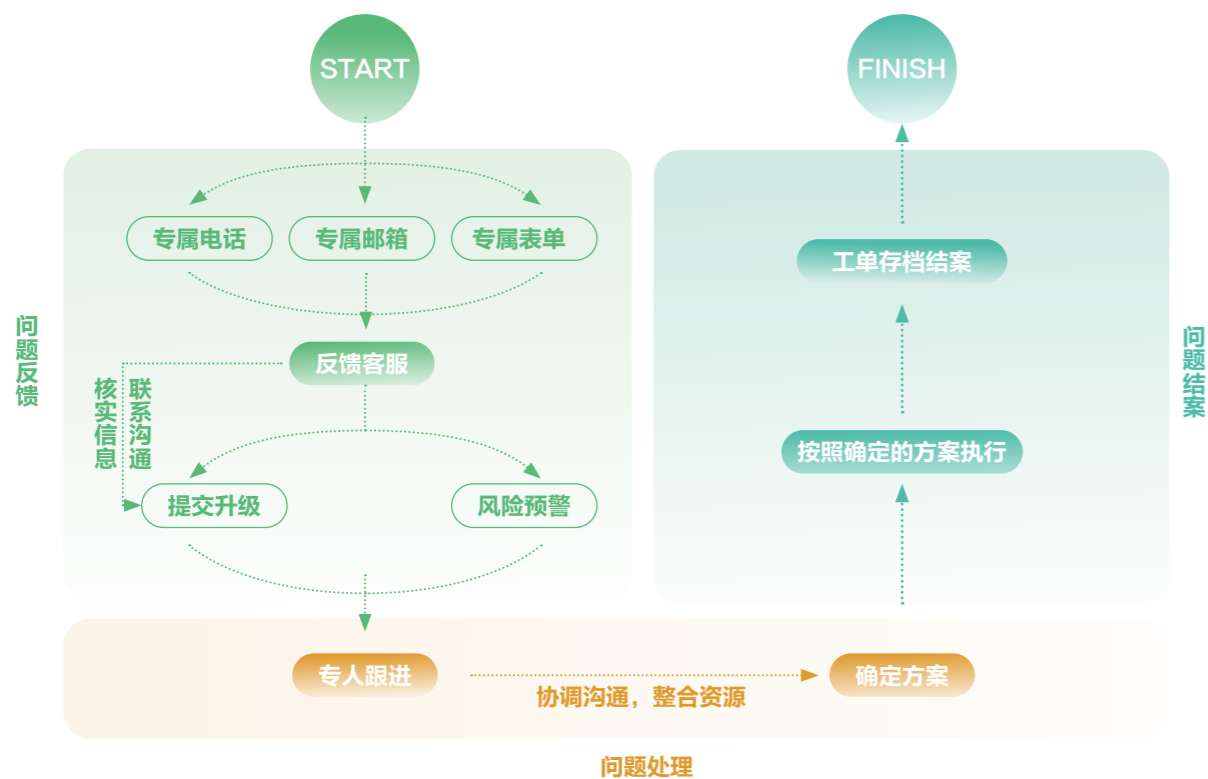 START
FINISH
专属电话
专属邮箱
专属表单
工单存档结案
问题反馈
反馈客服
问题结案
核实信息
联系沟通
按照确定的方案执行
提交升级
风险预警
专人跟进
确定方案
协调沟通，整合资源
问题处理